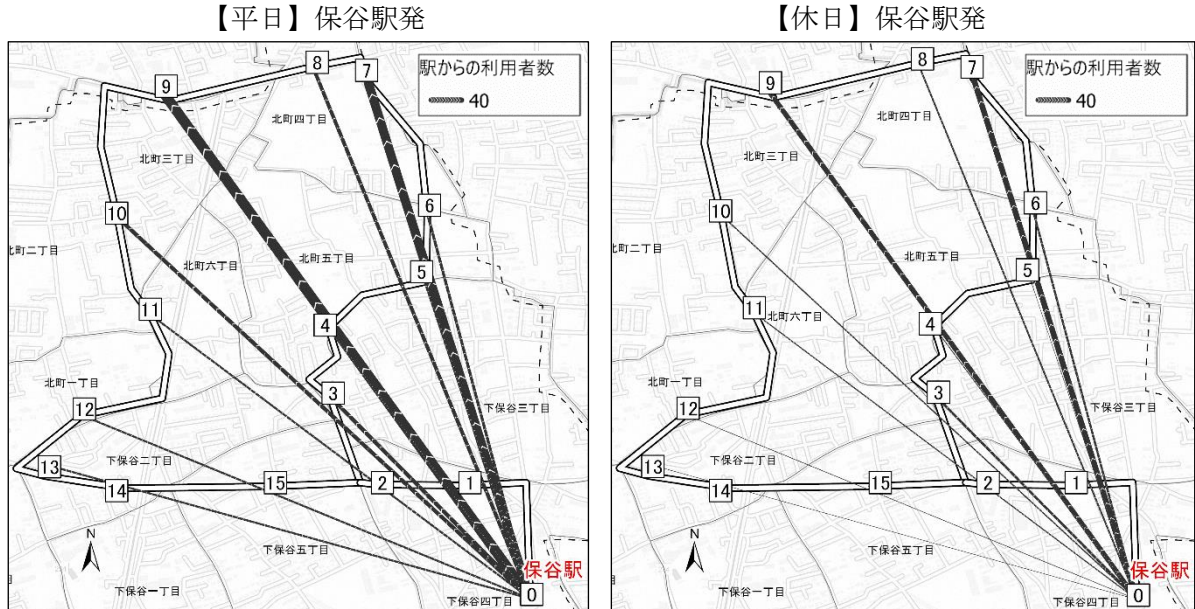 【平日】保谷駅発
駅からの利用者数
40
9
8
7
北町四丁目
北町三丁目
10
6
北町二丁目
北町六丁目
北町五丁目
5
11
4
北町一丁目
3
12
下保谷三丁目
13
下保谷二丁目
14
15
2
1
N
下保谷五丁目
保谷駅
下保谷一丁目
下保谷四丁目
0
【休日】保谷駅発
駅からの利用者数
40
9
8
7
北町四丁目
北町三丁目
10
6
北町二丁目
北町五丁目
5
11
北町六丁目
4
北町一丁目
3
12
下保谷三丁目
13
下保谷二丁目
14
15
2
1
N
下保谷五丁目
保谷駅
下保谷一丁目
下保谷四丁目
0